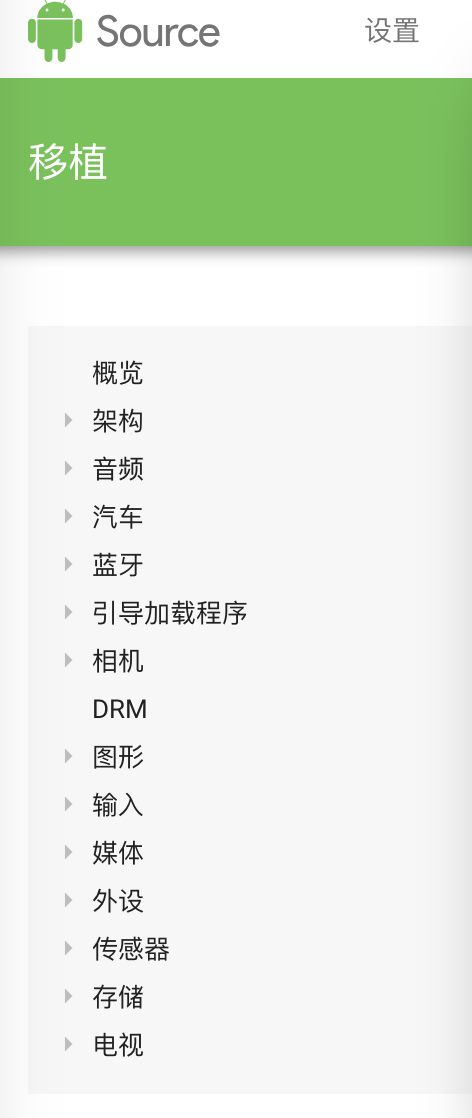 Source
设置
移植
概览
架构
音频
汽车
蓝牙
引导加载程序
相机
DRM
图形
输入
媒体
外设
传感器
存储
电视